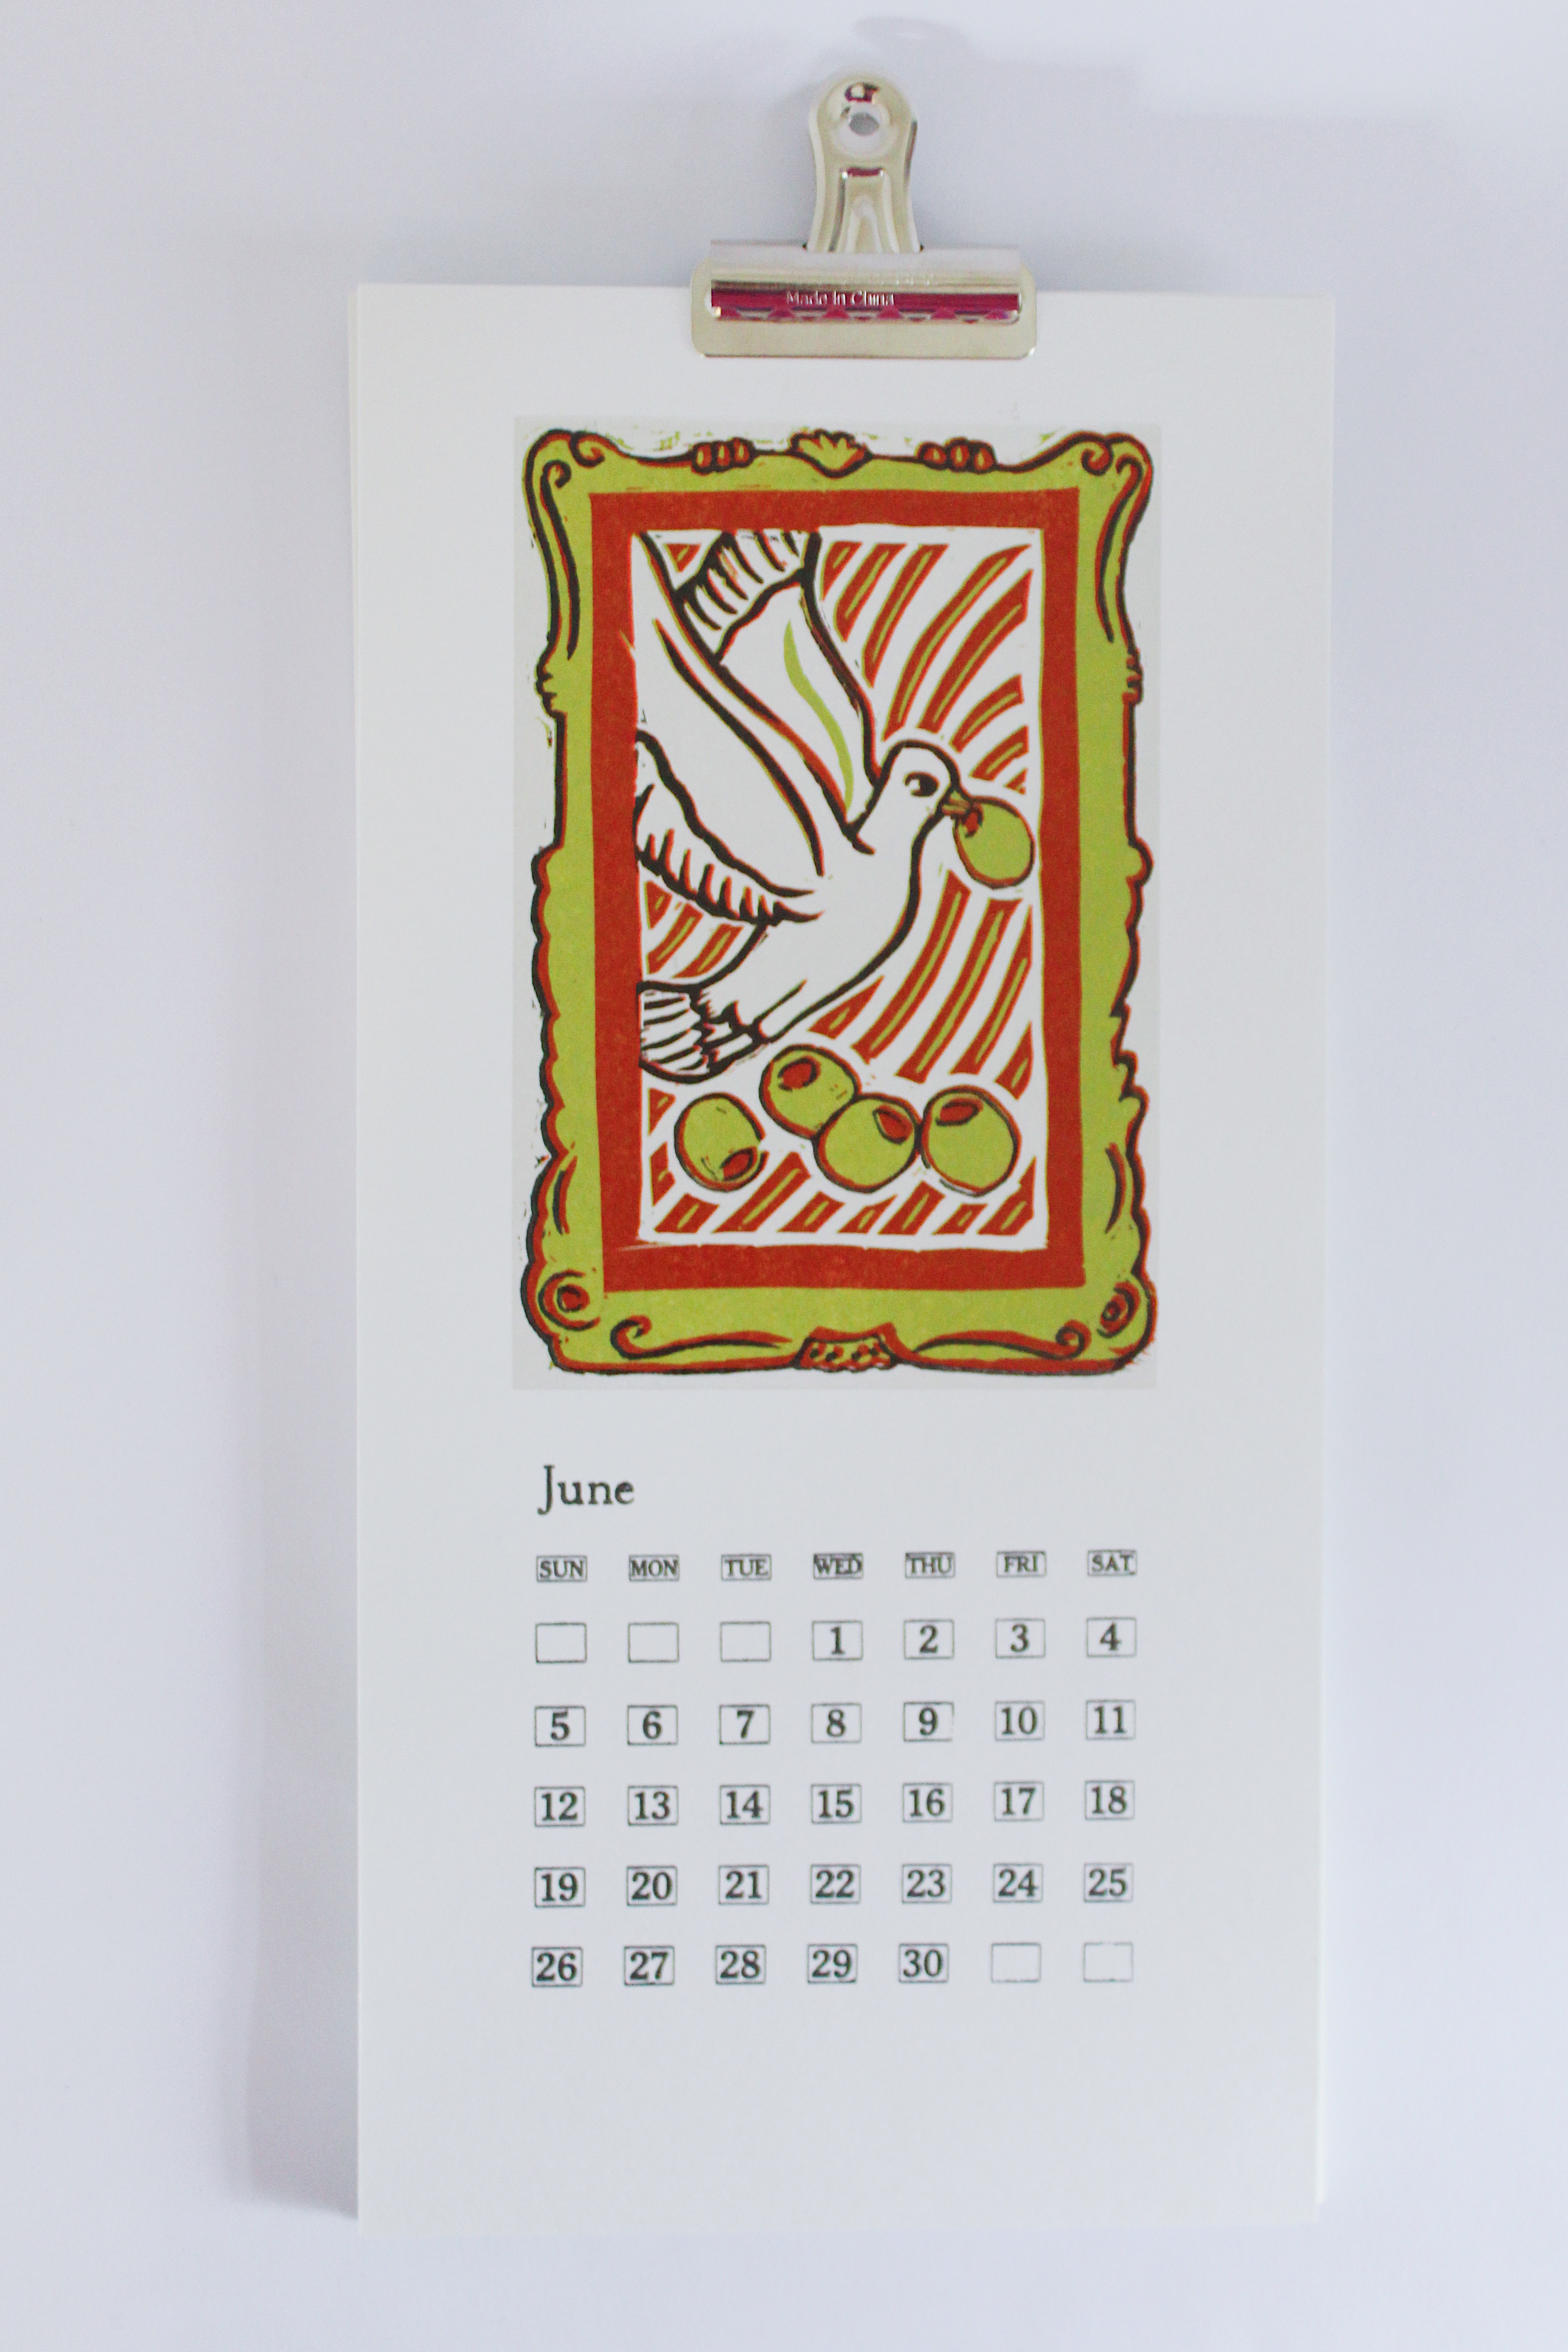 Made In China
June
SUN MON TUE WED THU FRI SAT
1 2 3 4
5 6 7 8 9 10 11
12 13 14 15 16 17 18
19 20 21 22 23 24 25
26 27 28 29 30